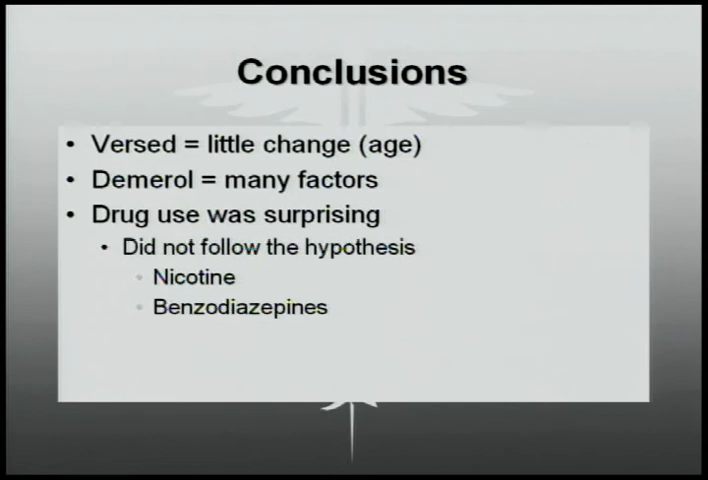 Conclusions
• Versed = little change (age)
• Demerol = many factors
• Drug use was surprising
• Did not follow the hypothesis
• Nicotine
• Benzodiazepines